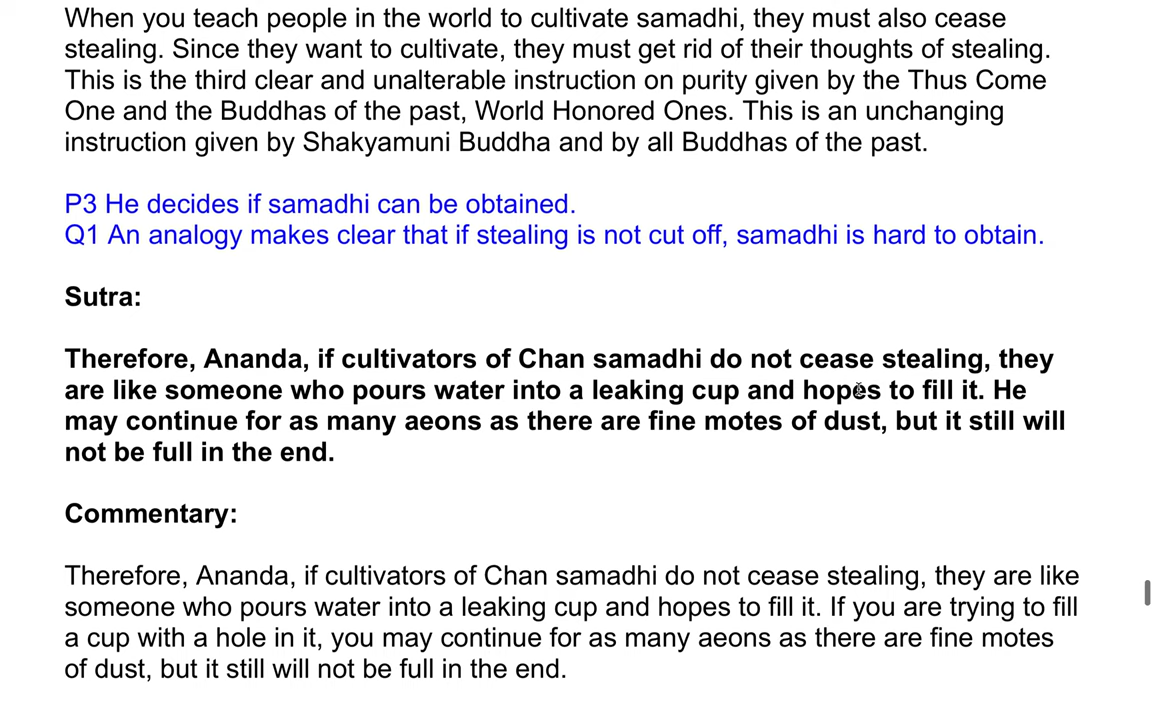 When you teach people in the world to cultivate samadhi, they must also cease
stealing. Since they want to cultivate, they must get rid of their thoughts of stealing.
This is the third clear and unalterable instruction on purity given by the Thus Come
One and the Buddhas of the past, World Honored Ones. This is an unchanging
instruction given by Shakyamuni Buddha and by all Buddhas of the past.
P3 He decides if samadhi can be obtained.
Q1 An analogy makes clear that if stealing is not cut off, samadhi is hard to obtain.
Sutra:
Therefore, Ananda, if cultivators of Chan samadhi do not cease stealing, they
are like someone who pours water into a leaking cup and hopes to fill it. He
may continue for as many aeons as there are fine motes of dust, but it still will
not be full in the end.
Commentary:
Therefore, Ananda, if cultivators of Chan samadhi do not cease stealing, they are like
someone who pours water into a leaking cup and hopes to fill it. If you are trying to fill
a cup with a hole in it, you may continue for as many aeons as there are fine motes
of dust, but it still will not be full in the end.